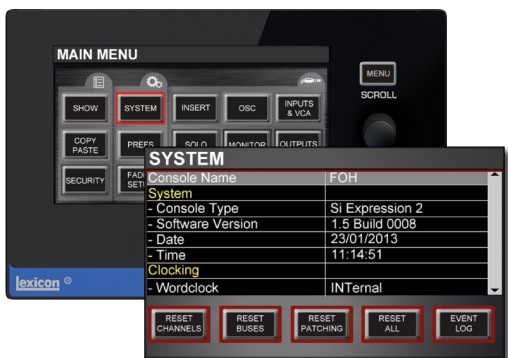 MAIN MENU
MENU
SCROLL
SHOW
SYSTEM
INSERT
OSC
INPUTS
& VCA
COPY
PASTE
PREFS
SOLO
MONITOR
OUTPUTS
SECURITY
SYSTEM
Console Name FOH
System
- Console Type Si Expression 2
- Software Version 1.5 Build 0008
- Date 23/01/2013
- Time 11:14:51
Clocking
- Wordclock INTernal
RESET
CHANNELS
RESET
BUSES
RESET
PATCHING
RESET
ALL
EVENT
LOG
lexicon